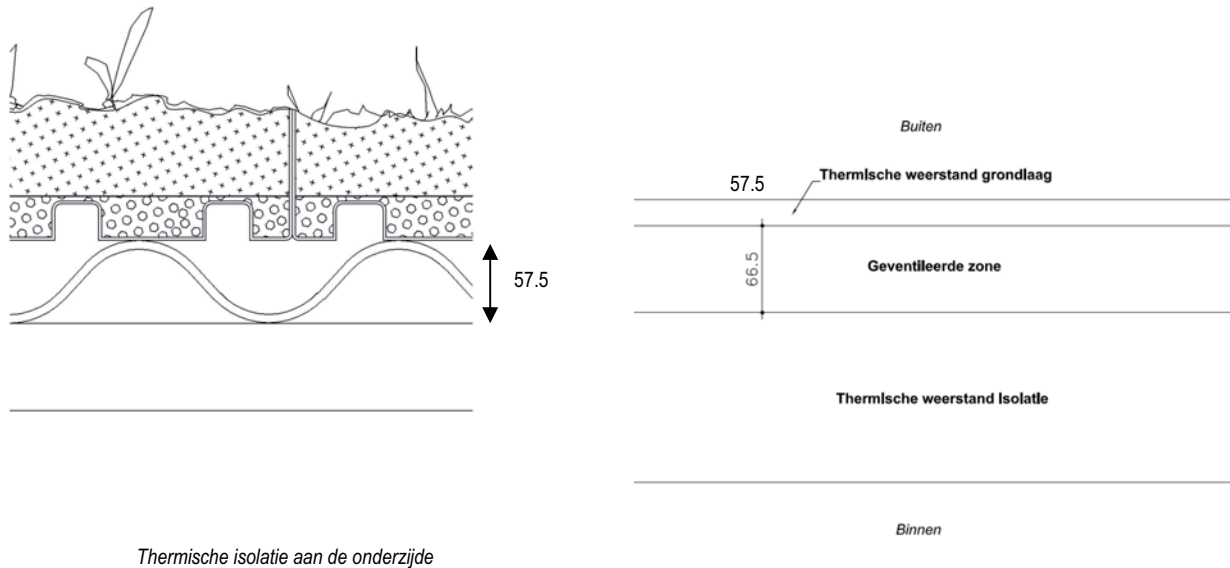 57.5
Thermische isolatie aan de onderzijde
Buiten
Thermische weerstand grondlaag
57.5
66.5
Geventileerde zone
Thermische weerstand isolatie
Binnen